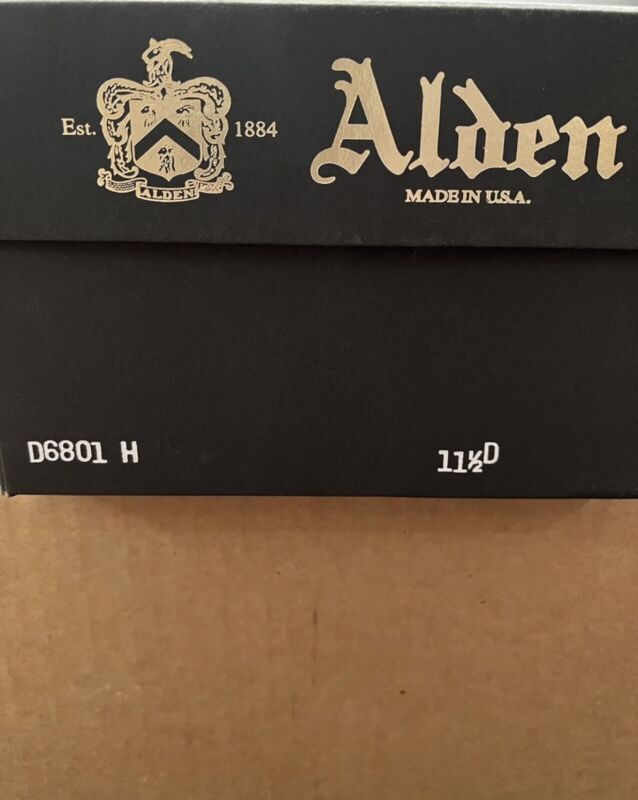 Est. 1884
ALDEN
Alden
MADE IN U.S.A.
D6801 H
11½D